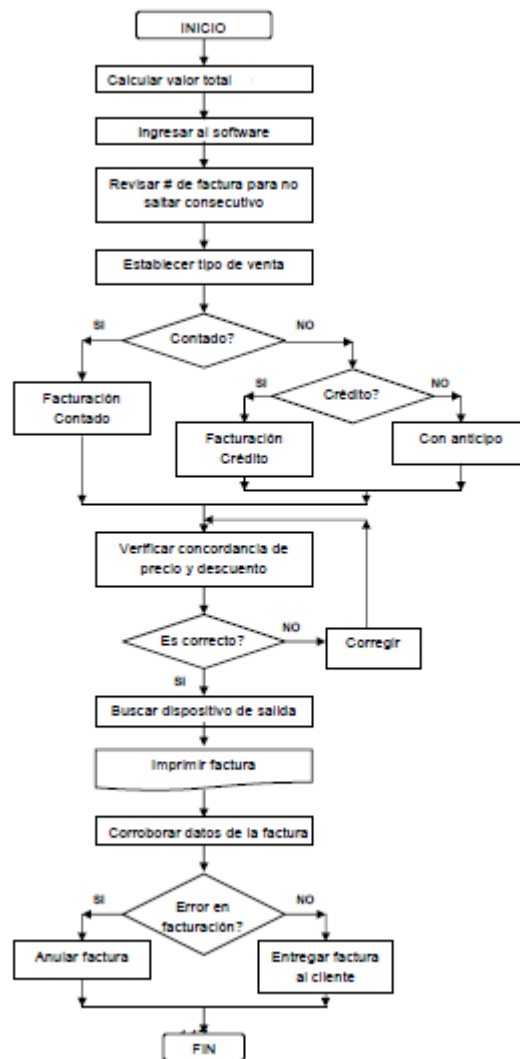 INICIO
Calcular valor total
Ingresar al software
Revisar # de factura para no
saltar consecutivo
Establecer tipo de venta
SI
Contado?
NO
Facturación
Contado
SI
Crédito?
NO
Facturación
Crédito
Con anticipo
Verificar concordancia de
precio y descuento
Es correcto?
NO
Corregir
SI
Buscar dispositivo de salida
Imprimir factura
Corroborar datos de la factura
SI
Error en
facturación?
NO
Anular factura
Entregar factura
al cliente
FIN